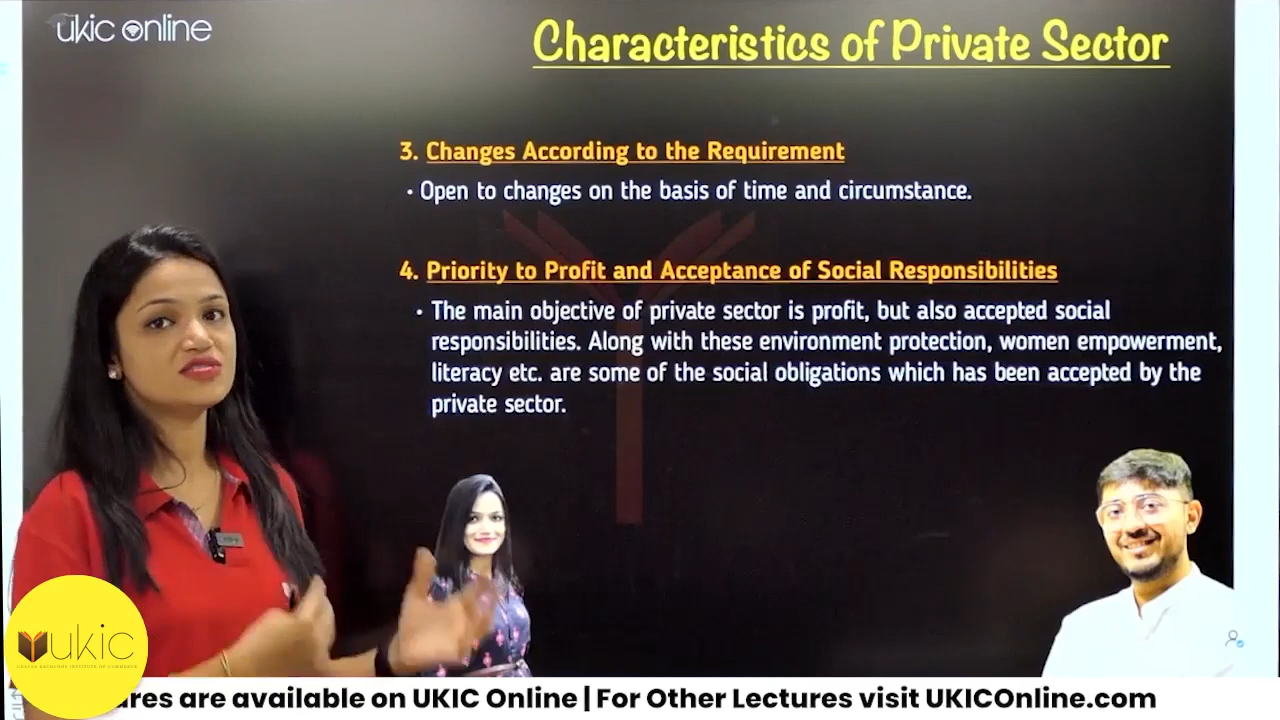 ukic online
Characteristics of Private Sector
3. Changes According to the Requirement
• Open to changes on the basis of time and circumstance.
4. Priority to Profit and Acceptance of Social Responsibilities
• The main objective of private sector is profit, but also accepted social
responsibilities. Along with these environment protection, women empowerment,
literacy etc. are some of the social obligations which has been accepted by the
private sector.
ukic
are available on UKIC Online | For Other Lectures visit UKICOnline.com